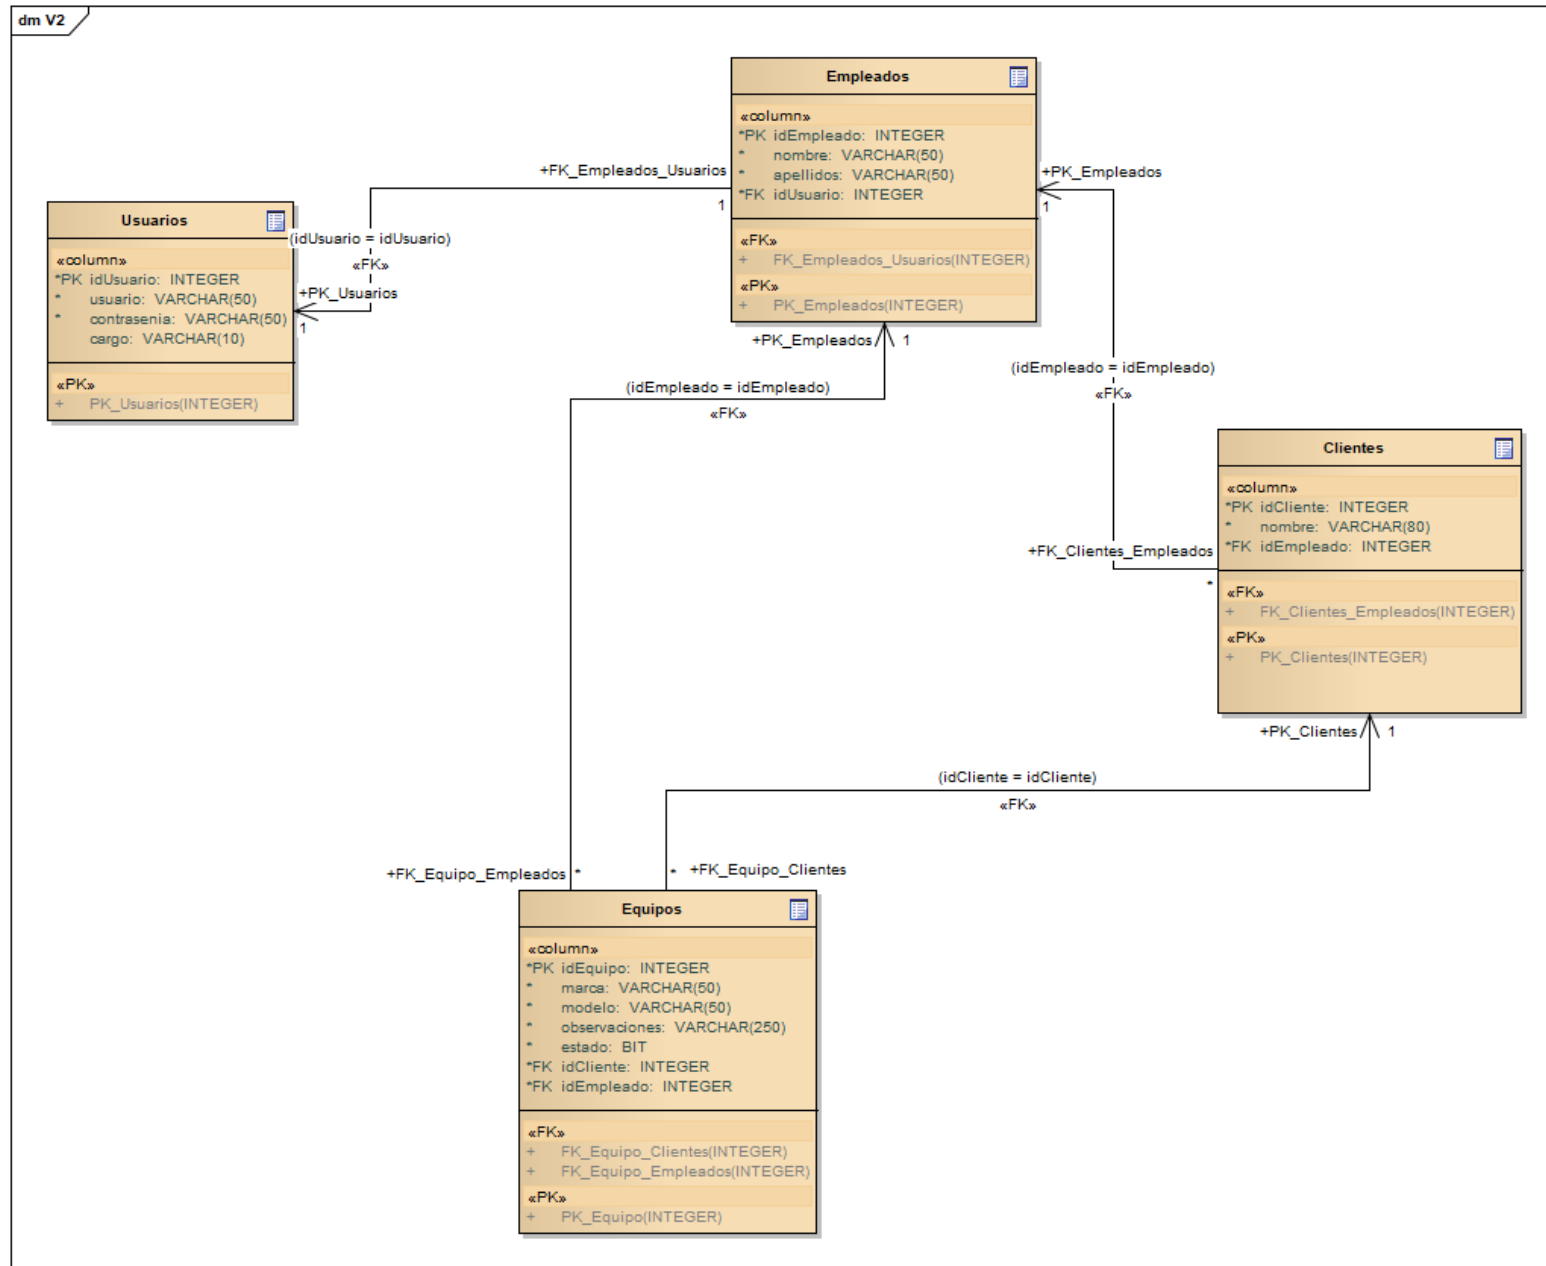 dm V2
Empleados
«column»
*PK idEmpleado: INTEGER
* nombre: VARCHAR(50)
* apellidos: VARCHAR(50)
*FK idUsuario: INTEGER
«FK»
+ FK_Empleados_Usuarios(INTEGER)
«PK»
+ PK_Empleados(INTEGER)
+FK_Empleados_Usuarios
1
(idUsuario = idUsuario)
«FK»
+PK_Usuarios
1
Usuarios
«column»
*PK idUsuario: INTEGER
* usuario: VARCHAR(50)
* contrasenia: VARCHAR(50)
cargo: VARCHAR(10)
«PK»
+ PK_Usuarios(INTEGER)
+PK_Empleados
1
(idEmpleado = idEmpleado)
«FK»
+FK_Clientes_Empleados
*
+PK_Empleados
1
(idEmpleado = idEmpleado)
«FK»
Clientes
«column»
*PK idCliente: INTEGER
* nombre: VARCHAR(80)
*FK idEmpleado: INTEGER
«FK»
+ FK_Clientes_Empleados(INTEGER)
«PK»
+ PK_Clientes(INTEGER)
+PK_Clientes
1
(idCliente = idCliente)
«FK»
+FK_Equipo_Empleados
*
* +FK_Equipo_Clientes
Equipos
«column»
*PK idEquipo: INTEGER
* marca: VARCHAR(50)
* modelo: VARCHAR(50)
* observaciones: VARCHAR(250)
* estado: BIT
*FK idCliente: INTEGER
*FK idEmpleado: INTEGER
«FK»
+ FK_Equipo_Clientes(INTEGER)
+ FK_Equipo_Empleados(INTEGER)
«PK»
+ PK_Equipo(INTEGER)